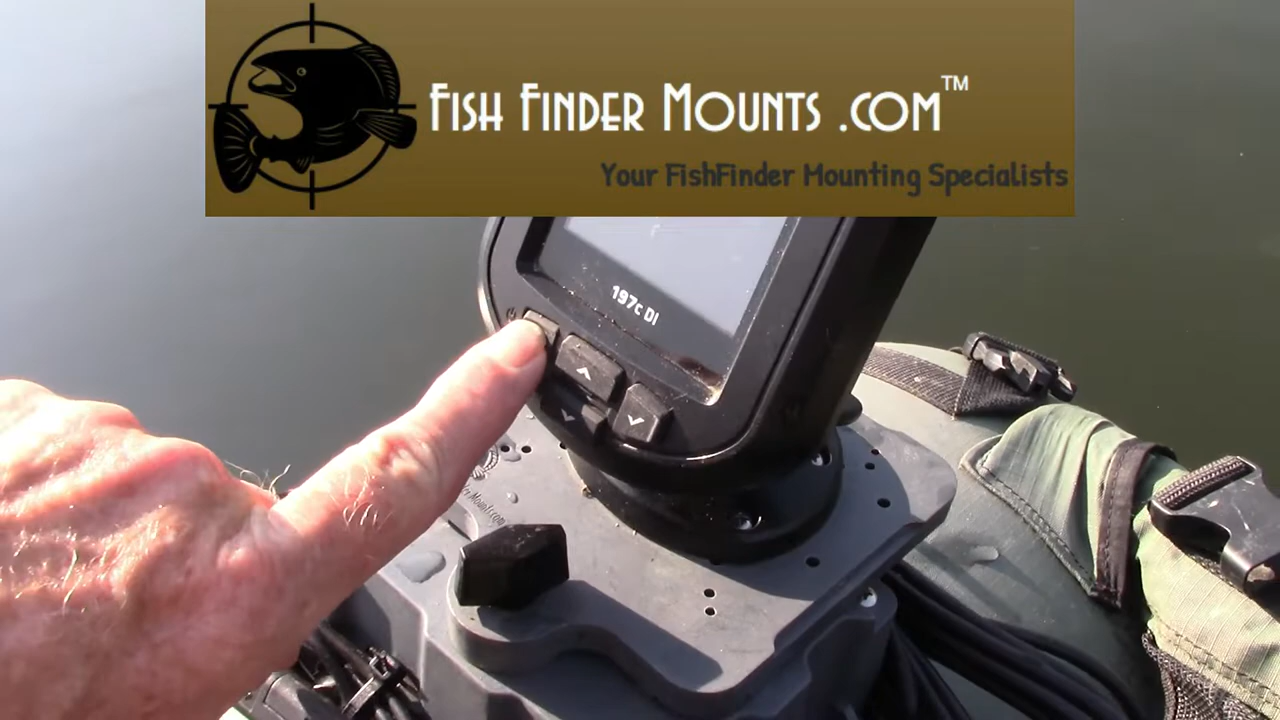 FISH FINDER MOUNTS .COM™
Your FishFinder Mounting Specialists
197c DI